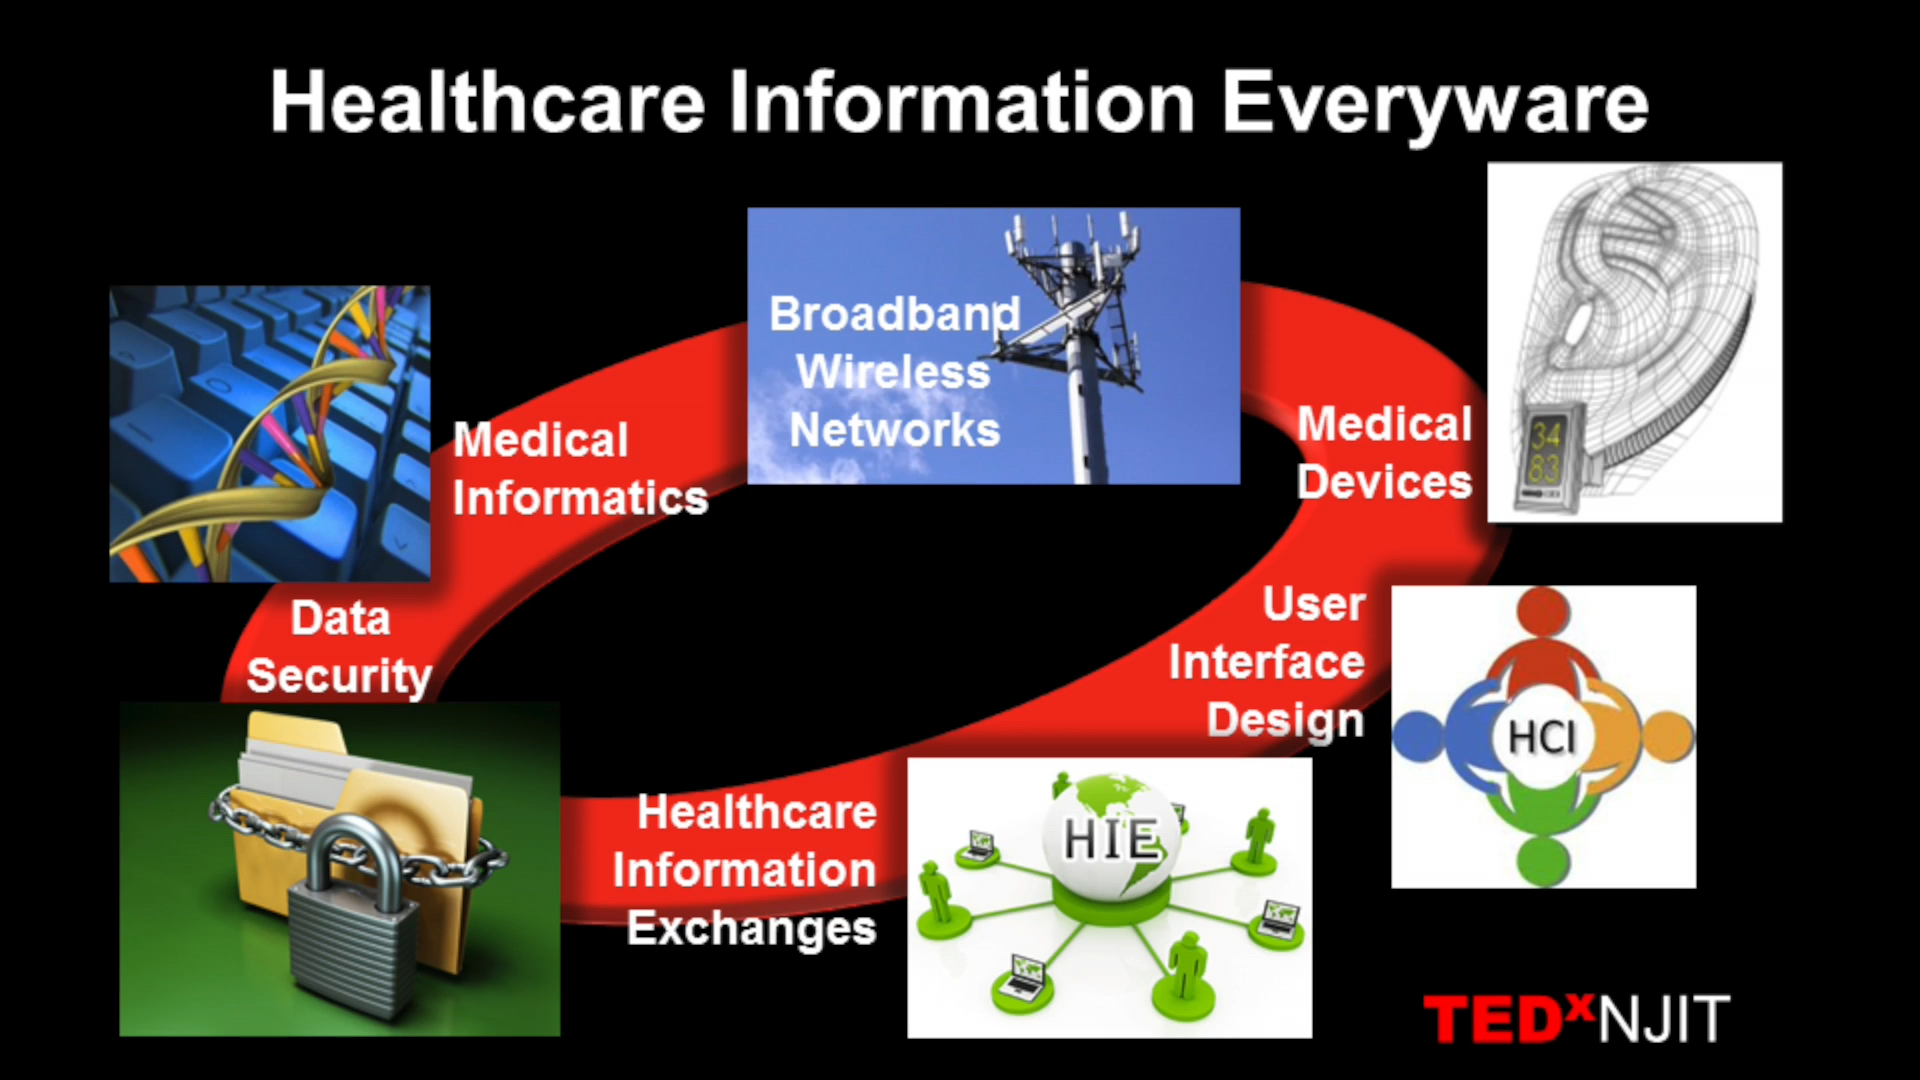 Healthcare Information Everyware
Broadband
Wireless
Networks
Medical
Informatics
Medical
Devices
34
83
Data
Security
User
Interface
Design
HCI
Healthcare
Information
Exchanges
HIE
TEDxNJIT